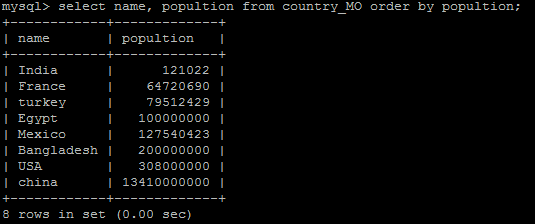 mysql> select name, popultion from country_MO order by popultion;
+------------+-------------+
| name       | popultion   |
+------------+-------------+
| India      |      121022 |
| France     |    64720690 |
| turkey     |    79512429 |
| Egypt      |   100000000 |
| Mexico     |   127540423 |
| Bangladesh |   200000000 |
| USA        |   308000000 |
| china      | 13410000000 |
+------------+-------------+
8 rows in set (0.00 sec)